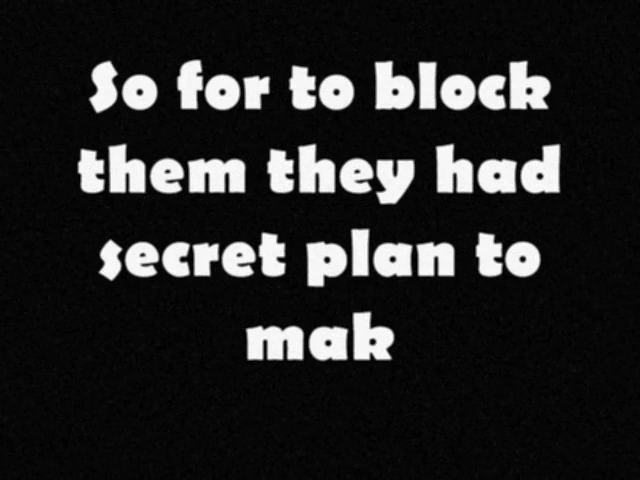 So for to block
them they had
secret plan to
mak